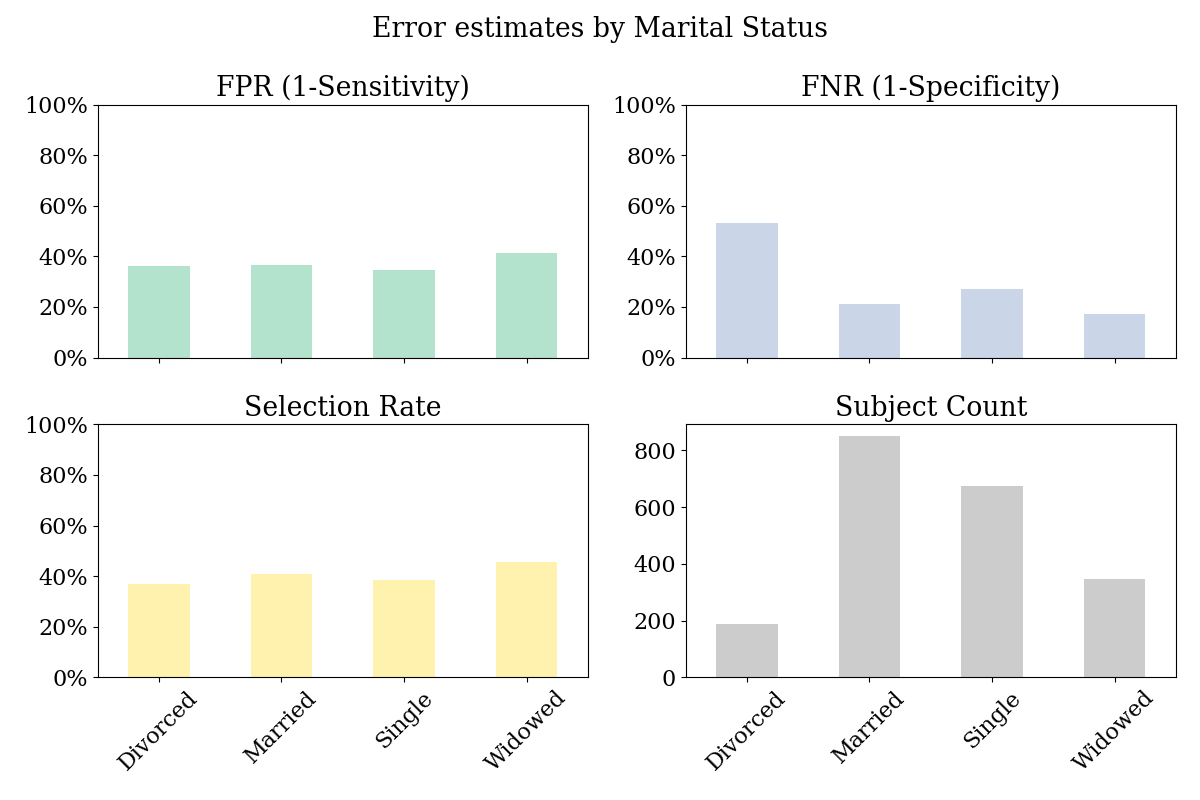 Error estimates by Marital Status
FPR (1-Sensitivity)
100%
80%
60%
40%
20%
0%
FNR (1-Specificity)
100%
80%
60%
40%
20%
0%
Selection Rate
100%
80%
60%
40%
20%
0%
Divorced
Married
Single
Widowed
Subject Count
800
600
400
200
0
Divorced
Married
Single
Widowed